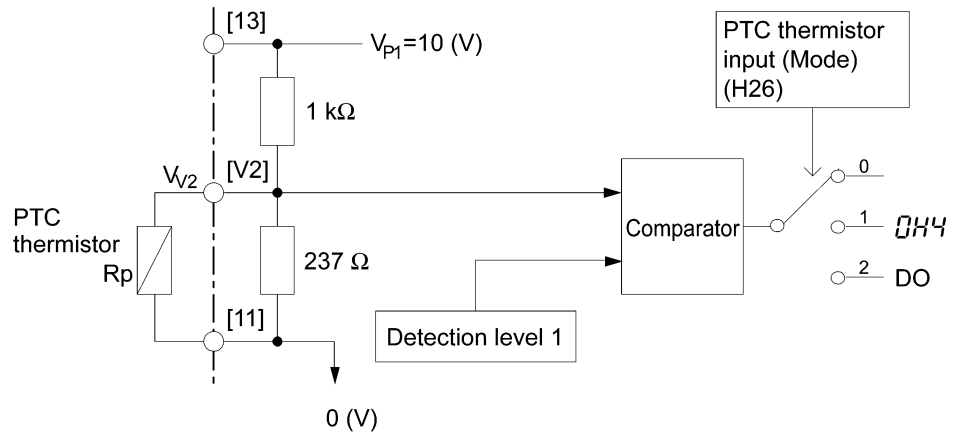 [13]
V_P1=10 (V)
PTC thermistor
input (Mode)
(H26)
1 kΩ
V_V2
[V2]
0
PTC
thermistor
Rp
237 Ω
Comparator
1
OH4
2
DO
[11]
Detection level 1
0 (V)